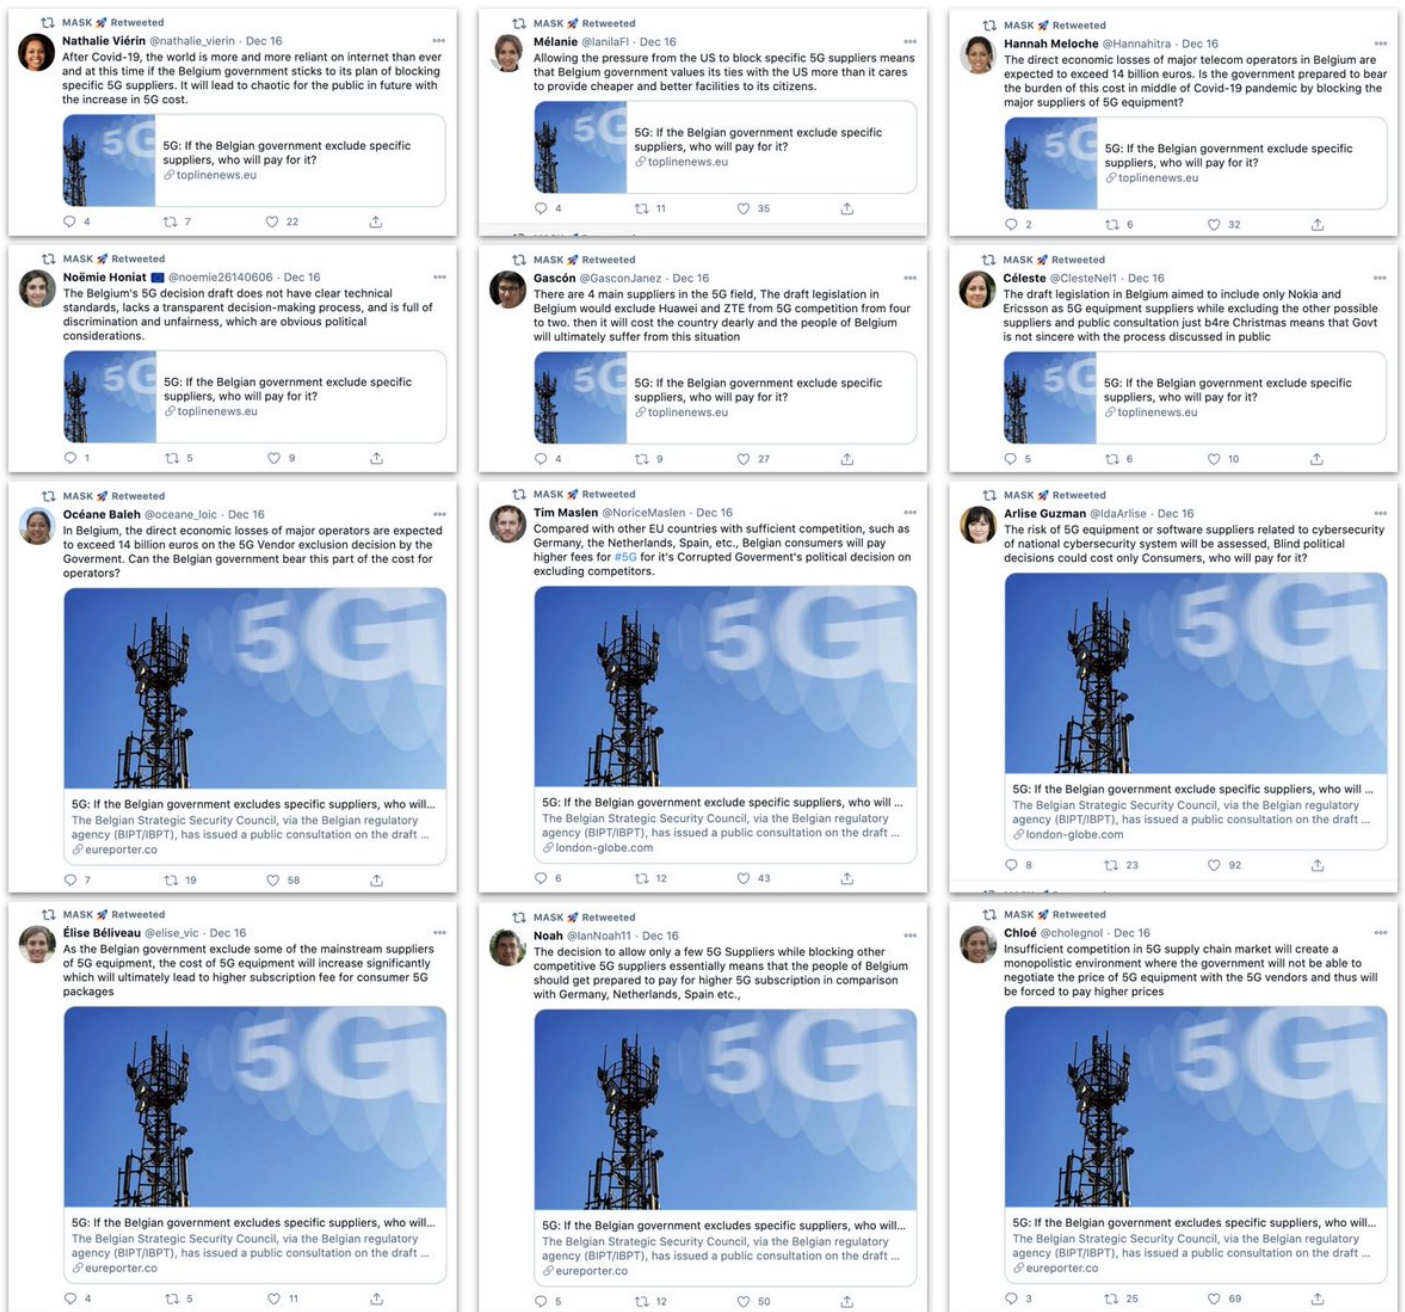 MASK 🚀 Retweeted
Nathalie Viérin @nathalie_vierin · Dec 16
After Covid-19, the world is more and more reliant on internet than ever
and at this time if the Belgium government sticks to its plan of blocking
specific 5G suppliers. It will lead to chaotic for the public in future with
the increase in 5G cost.
5G
5G: If the Belgian government exclude specific
suppliers, who will pay for it?
toplinenews.eu
4 7 22
MASK 🚀 Retweeted
Mélanie @lanilaFl · Dec 16
Allowing the pressure from the US to block specific 5G suppliers means
that Belgium government values its ties with the US more than it cares
to provide cheaper and better facilities to its citizens.
5G
5G: If the Belgian government exclude specific
suppliers, who will pay for it?
toplinenews.eu
4 11 35
MASK 🚀 Retweeted
Hannah Meloche @Hannahitra · Dec 16
The direct economic losses of major telecom operators in Belgium are
expected to exceed 14 billion euros. Is the government prepared to bear
the burden of this cost in middle of Covid-19 pandemic by blocking the
major suppliers of 5G equipment?
5G
5G: If the Belgian government exclude specific
suppliers, who will pay for it?
toplinenews.eu
2 6 32
MASK 🚀 Retweeted
Noëmie Honiat 🇪🇺 @noemie26140606 · Dec 16
The Belgium's 5G decision draft does not have clear technical
standards, lacks a transparent decision-making process, and is full of
discrimination and unfairness, which are obvious political
considerations.
5G
5G: If the Belgian government exclude specific
suppliers, who will pay for it?
toplinenews.eu
1 5 9
MASK 🚀 Retweeted
Gascón @GasconJanez · Dec 16
There are 4 main suppliers in the 5G field, The draft legislation in
Belgium would exclude Huawei and ZTE from 5G competition from four
to two. then it will cost the country dearly and the people of Belgium
will ultimately suffer from this situation
5G
5G: If the Belgian government exclude specific
suppliers, who will pay for it?
toplinenews.eu
4 9 27
MASK 🚀 Retweeted
Céleste @ClesteNel1 · Dec 16
The draft legislation in Belgium aimed to include only Nokia and
Ericsson as 5G equipment suppliers while excluding the other possible
suppliers and public consultation just b4re Christmas means that Govt
is not sincere with the process discussed in public
5G
5G: If the Belgian government exclude specific
suppliers, who will pay for it?
toplinenews.eu
5 6 10
MASK 🚀 Retweeted
Océane Baleh @oceane_loic · Dec 16
In Belgium, the direct economic losses of major operators are expected
to exceed 14 billion euros on the 5G Vendor exclusion decision by the
Goverment. Can the Belgian government bear this part of the cost for
operators?
5G
5G: If the Belgian government excludes specific suppliers, who will...
The Belgian Strategic Security Council, via the Belgian regulatory
agency (BIPT/IBPT), has issued a public consultation on the draft ...
eureporter.co
7 19 58
MASK 🚀 Retweeted
Tim Maslen @NoriceMaslen · Dec 16
Compared with other EU countries with sufficient competition, such as
Germany, the Netherlands, Spain, etc., Belgian consumers will pay
higher fees for #5G for it's Corrupted Goverment's political decision on
excluding competitors.
5G
5G: If the Belgian government exclude specific suppliers, who will ...
The Belgian Strategic Security Council, via the Belgian regulatory
agency (BIPT/IBPT), has issued a public consultation on the draft ...
london-globe.com
6 12 43
MASK 🚀 Retweeted
Arlise Guzman @IdaArlise · Dec 16
The risk of 5G equipment or software suppliers related to cybersecurity
of national cybersecurity system will be assessed, Blind political
decisions could cost only Consumers, who will pay for it?
5G
5G: If the Belgian government exclude specific suppliers, who will ...
The Belgian Strategic Security Council, via the Belgian regulatory
agency (BIPT/IBPT), has issued a public consultation on the draft ...
london-globe.com
8 23 92
MASK 🚀 Retweeted
Élise Béliveau @elise_vic · Dec 16
As the Belgian government exclude some of the mainstream suppliers
of 5G equipment, the cost of 5G equipment will increase significantly
which will ultimately lead to higher subscription fee for consumer 5G
packages
5G
5G: If the Belgian government excludes specific suppliers, who will...
The Belgian Strategic Security Council, via the Belgian regulatory
agency (BIPT/IBPT), has issued a public consultation on the draft ...
eureporter.co
4 5 11
MASK 🚀 Retweeted
Noah @IanNoah11 · Dec 16
The decision to allow only a few 5G Suppliers while blocking other
competitive 5G suppliers essentially means that the people of Belgium
should get prepared to pay for higher 5G subscription in comparison
with Germany, Netherlands, Spain etc.,
5G
5G: If the Belgian government excludes specific suppliers, who will...
The Belgian Strategic Security Council, via the Belgian regulatory
agency (BIPT/IBPT), has issued a public consultation on the draft ...
eureporter.co
5 12 50
MASK 🚀 Retweeted
Chloé @cholegnol · Dec 16
Insufficient competition in 5G supply chain market will create a
monopolistic environment where the government will not be able to
negotiate the price of 5G equipment with the 5G vendors and thus will
be forced to pay higher prices
5G
5G: If the Belgian government excludes specific suppliers, who will...
The Belgian Strategic Security Council, via the Belgian regulatory
agency (BIPT/IBPT), has issued a public consultation on the draft ...
eureporter.co
3 25 69